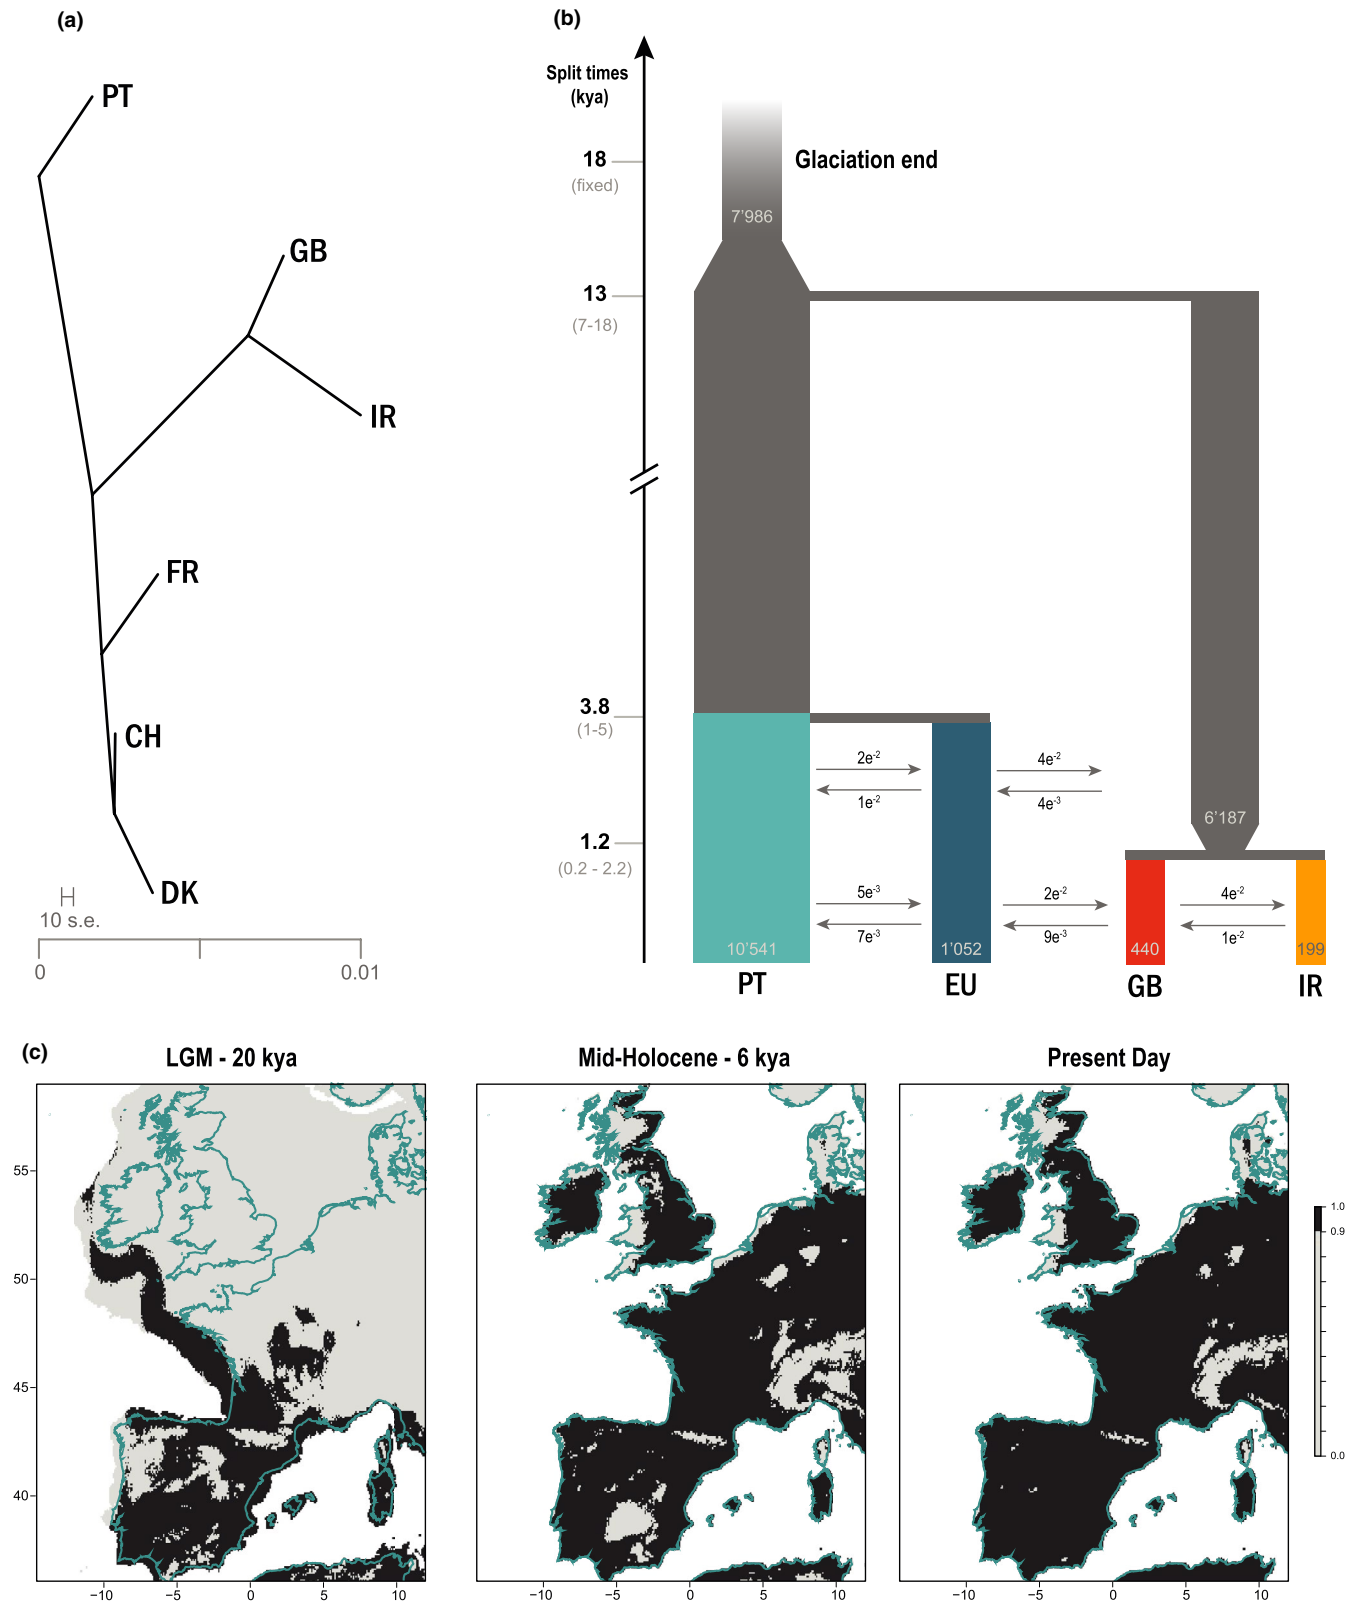 (a)
PT
GB
IR
FR
CH
DK
10 s.e.
0
0.01
(b)
Split times
(kya)
18
(fixed)
Glaciation end
7'986
13
(7-18)
3.8
(1-5)
2e-2
1e-2
4e-2
4e-3
6'187
1.2
(0.2 - 2.2)
5e-3
7e-3
2e-2
9e-3
4e-2
1e-2
10'541
1'052
440
199
PT
EU
GB
IR
(c)
LGM - 20 kya
Mid-Holocene - 6 kya
Present Day
55
50
45
40
−10
−5
0
5
10
−10
−5
0
5
10
−10
−5
0
5
10
1.0
0.9
0.0